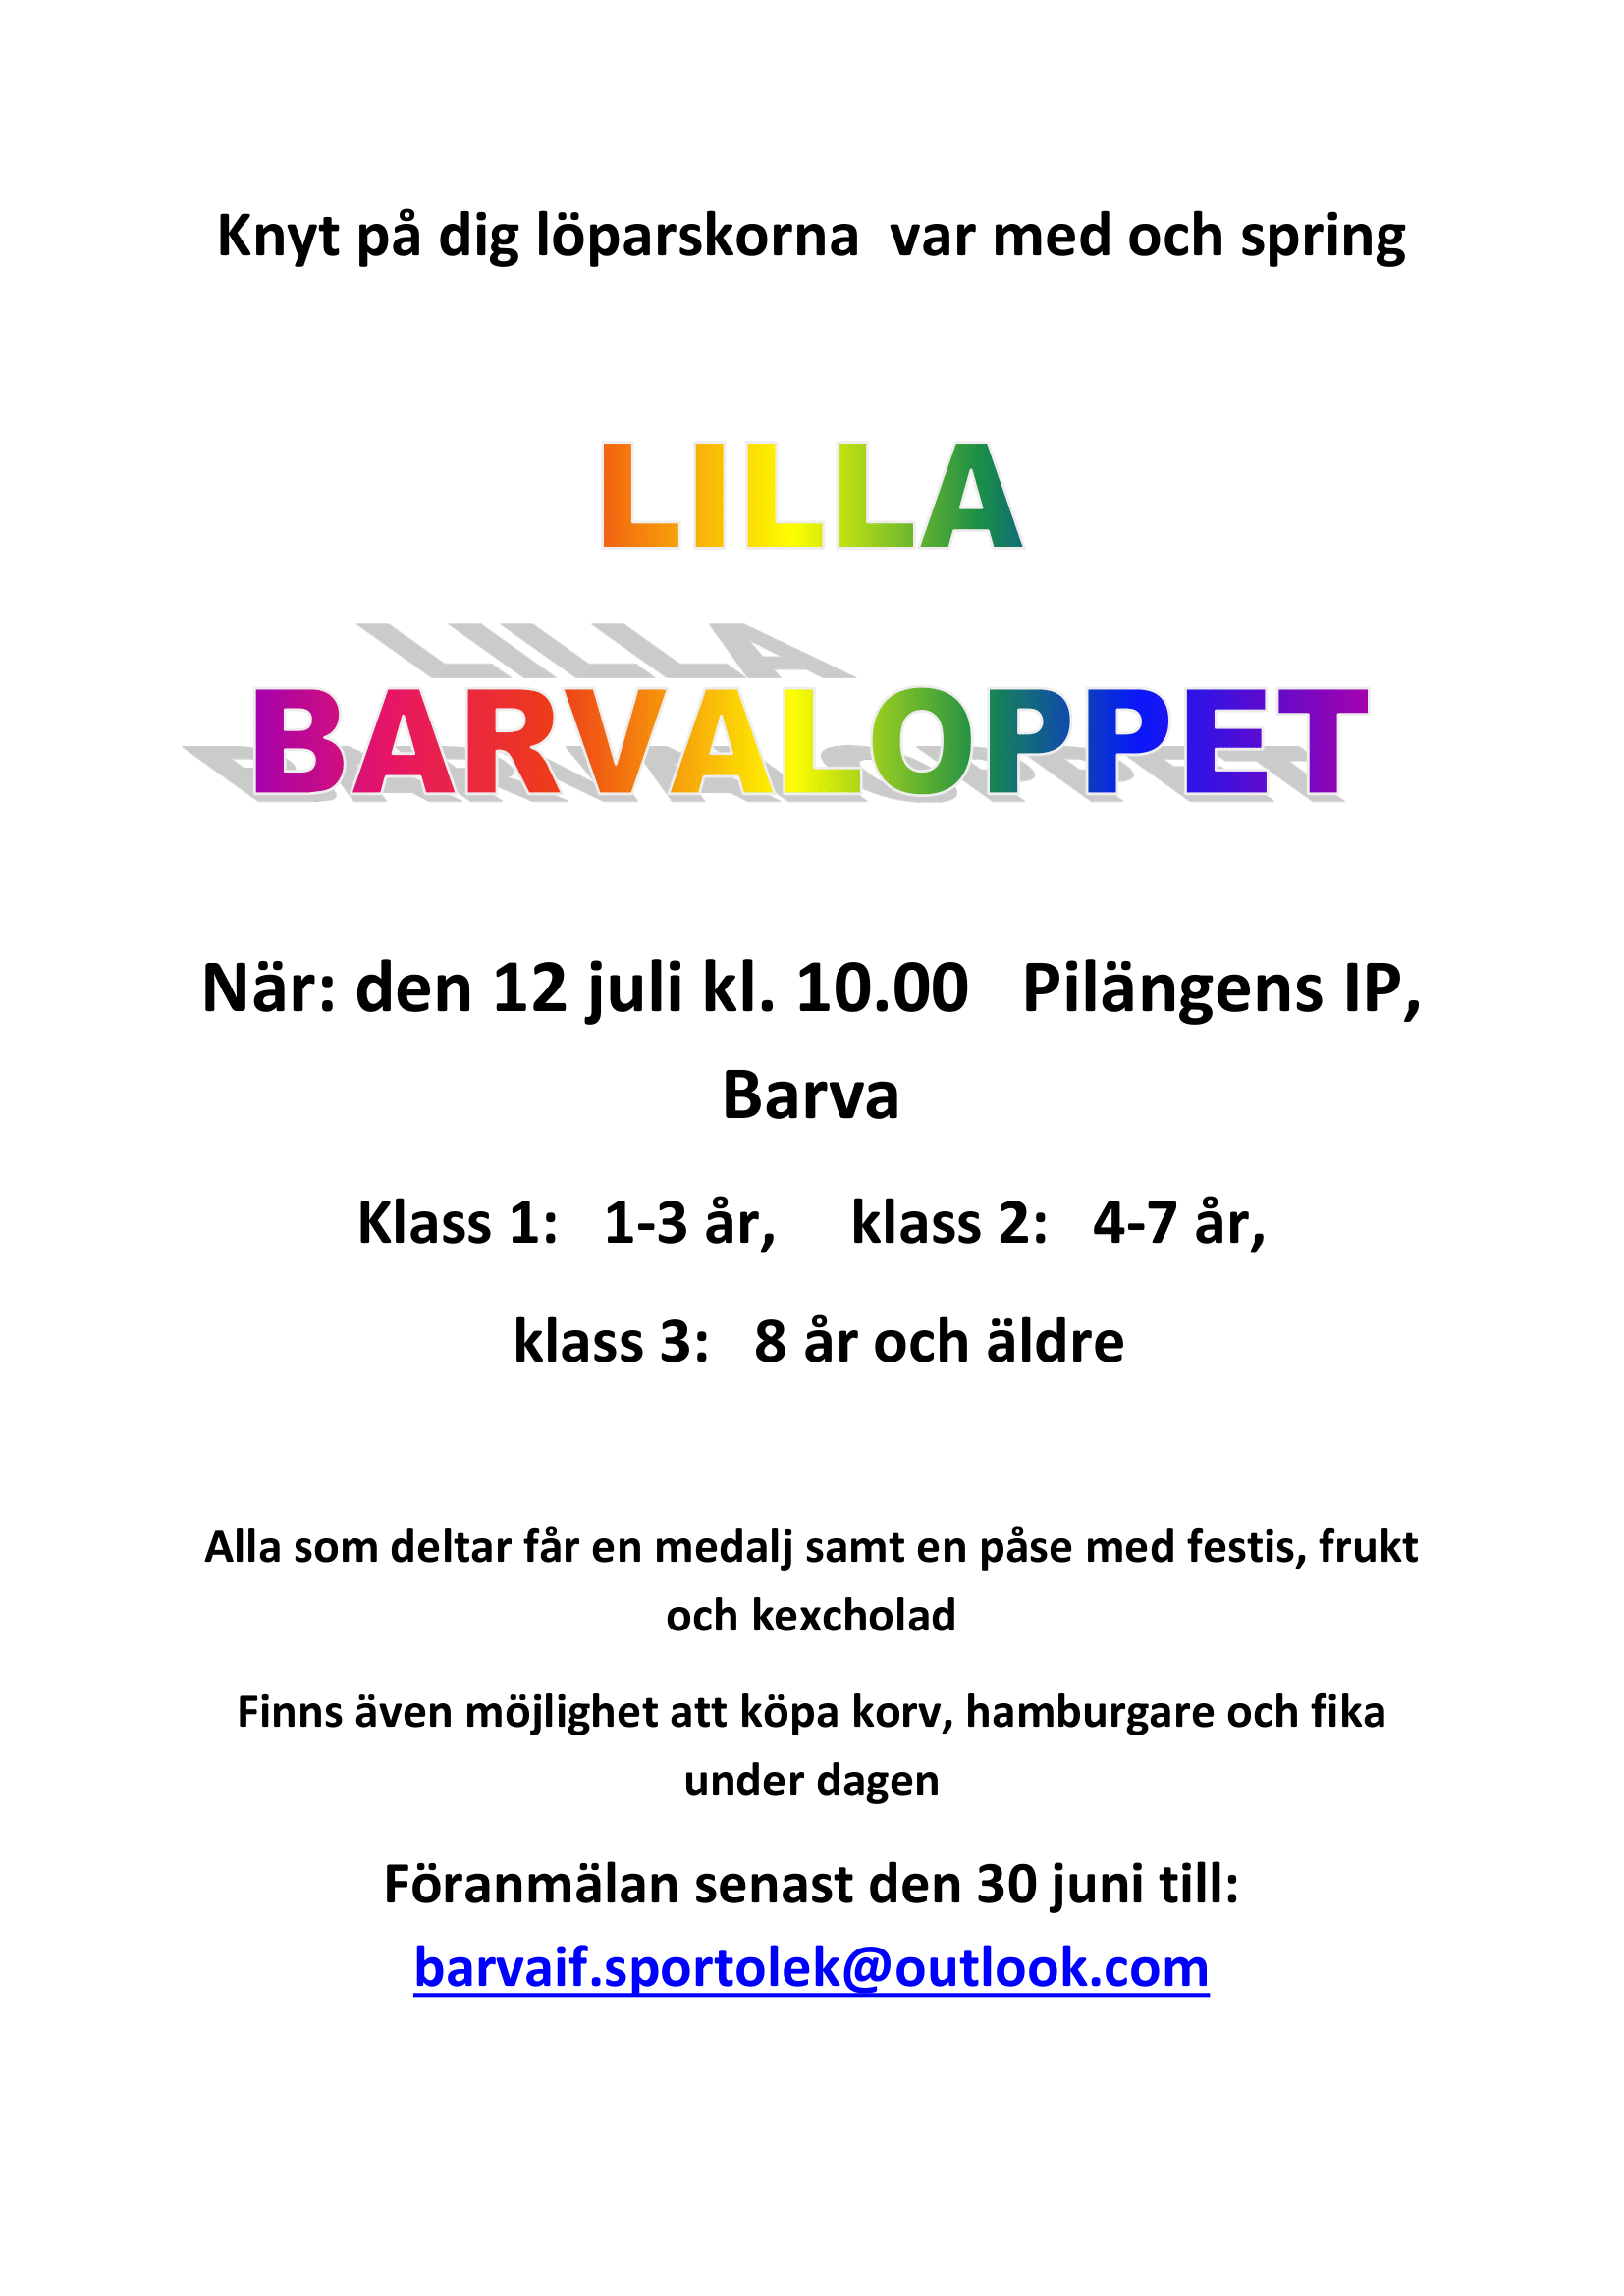 Knyt på dig löparskorna  var med och spring
LILLA
BARVALOPPET
När: den 12 juli kl. 10.00   Pilängens IP,
Barva
Klass 1:   1-3 år,     klass 2:   4-7 år,
klass 3:   8 år och äldre
Alla som deltar får en medalj samt en påse med festis, frukt
och kexcholad
Finns även möjlighet att köpa korv, hamburgare och fika
under dagen
Föranmälan senast den 30 juni till:
barvaif.sportolek@outlook.com